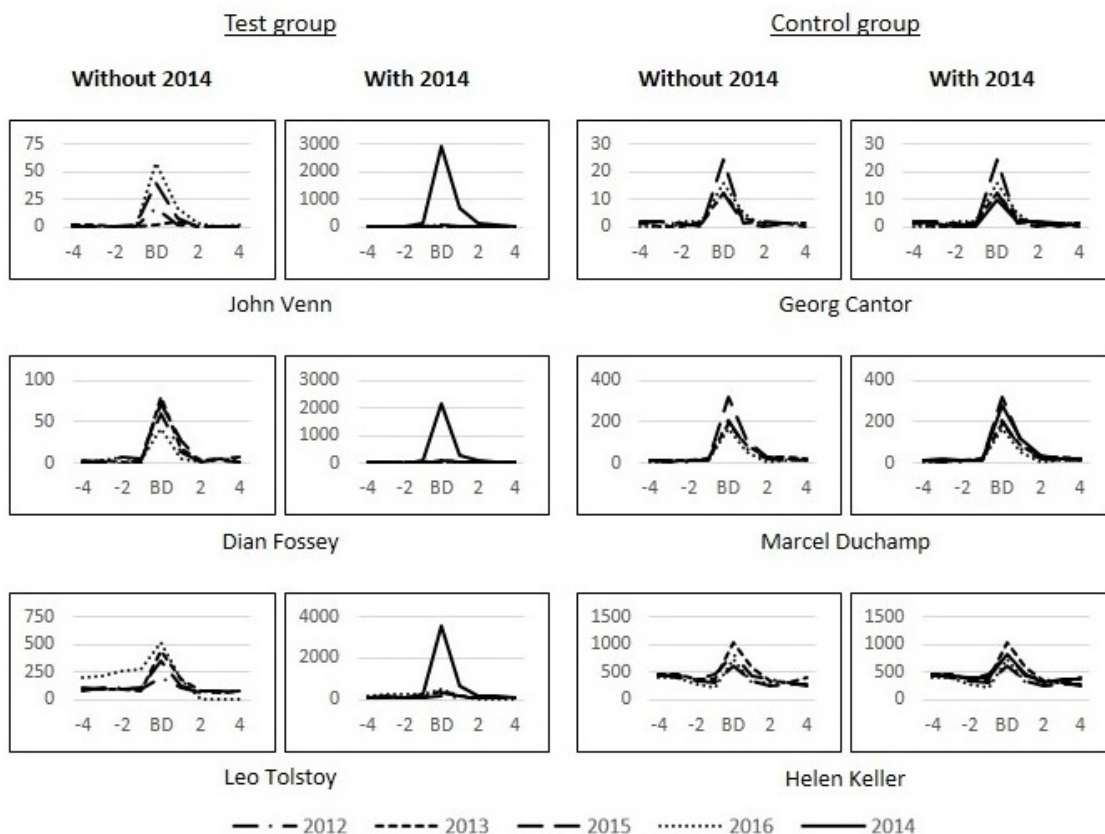 Test group Control group
Without 2014 With 2014 Without 2014 With 2014
75 3000 30 30
50 2000 20 20
25 1000 10 10
0 0 0 0
-4 -2 BD 2 4 -4 -2 BD 2 4 -4 -2 BD 2 4 -4 -2 BD 2 4
John Venn Georg Cantor
100 3000 400 400
50 2000 200 200
0 1000 0 0
0
-4 -2 BD 2 4 -4 -2 BD 2 4 -4 -2 BD 2 4 -4 -2 BD 2 4
Dian Fossey Marcel Duchamp
750 4000 1500 1500
500 2000 1000 1000
250 0 500 500
0 0 0
-4 -2 BD 2 4 -4 -2 BD 2 4 -4 -2 BD 2 4 -4 -2 BD 2 4
Leo Tolstoy Helen Keller
2012 2013 2015 2016 2014